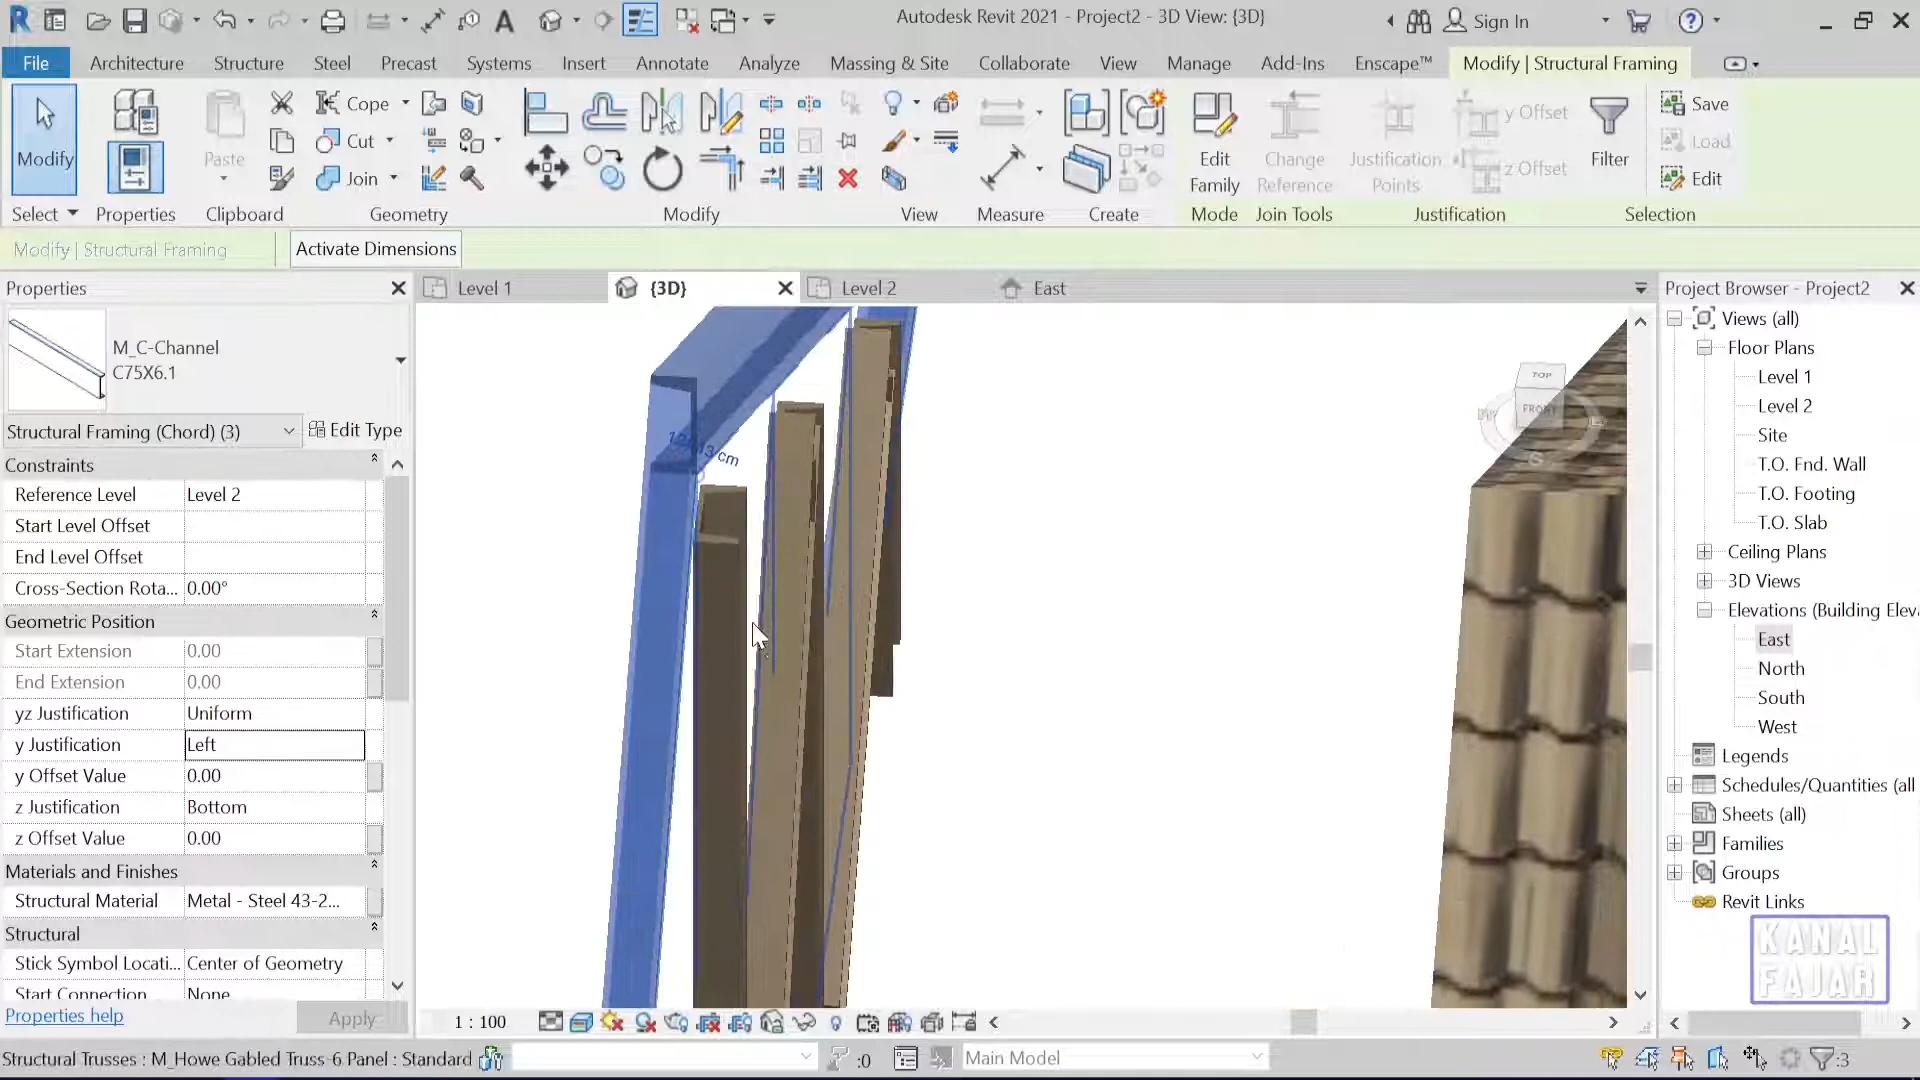 Autodesk Revit 2021 - Project2 - 3D View: {3D}
Sign In
File
Architecture
Structure
Steel
Precast
Systems
Insert
Annotate
Analyze
Massing & Site
Collaborate
View
Manage
Add-Ins
Enscape™
Modify | Structural Framing
Modify
Paste
Cope
Cut
Join
Edit Family
Change Reference
Justification Points
y Offset
z Offset
Filter
Save
Load
Edit
Select
Properties
Clipboard
Geometry
Modify
View
Measure
Create
Mode
Join Tools
Justification
Selection
Modify | Structural Framing
Activate Dimensions
Properties
Level 1
{3D}
Level 2
East
Project Browser - Project2
M_C-Channel
C75X6.1
Structural Framing (Chord) (3)
Edit Type
Constraints
Reference Level Level 2
Start Level Offset
End Level Offset
Cross-Section Rota... 0.00°
Geometric Position
Start Extension 0.00
End Extension 0.00
yz Justification Uniform
y Justification Left
y Offset Value 0.00
z Justification Bottom
z Offset Value 0.00
Materials and Finishes
Structural Material Metal - Steel 43-2...
Structural
Stick Symbol Locati... Center of Geometry
Start Connection None
Properties help
Apply
cm
TOP
FRONT
S
Views (all)
Floor Plans
Level 1
Level 2
Site
T.O. Fnd. Wall
T.O. Footing
T.O. Slab
Ceiling Plans
3D Views
Elevations (Building Elev
East
North
South
West
Legends
Schedules/Quantities (all
Sheets (all)
Families
Groups
Revit Links
KANAL
FAJAR
1 : 100
Structural Trusses : M_Howe Gabled Truss-6 Panel : Standard
:0
Main Model
:3